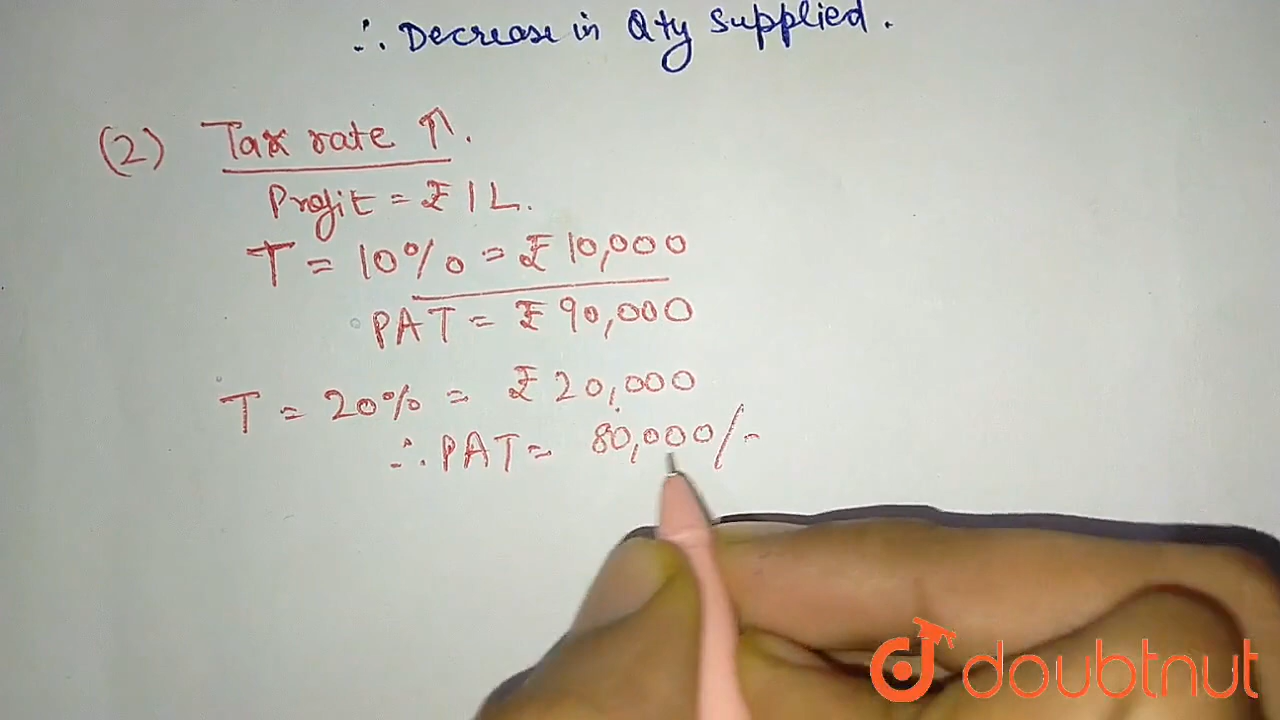 ∴ Decrease in Qty supplied.
(2) Tax rate ↑.
Profit = ₹ 1 L.
T = 10% = ₹ 10,000
PAT = ₹ 90,000
T = 20% = ₹ 20,000
∴ PAT = 80,000/-
doubtnut